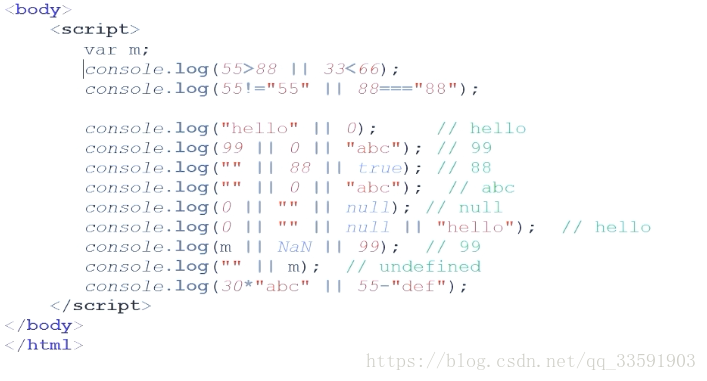 <body>
<script>
var m;
console.log(55>88 || 33<66);
console.log(55!="55" || 88==="88");
console.log("hello" || 0);      // hello
console.log(99 || 0 || "abc"); // 99
console.log("" || 88 || true); // 88
console.log("" || 0 || "abc");  // abc
console.log(0 || "" || null); // null
console.log(0 || "" || null || "hello");  // hello
console.log(m || NaN || 99);  // 99
console.log("" || m);  // undefined
console.log(30*"abc" || 55-"def");
</script>
</body>
</html>
https://blog.csdn.net/qq_33591903